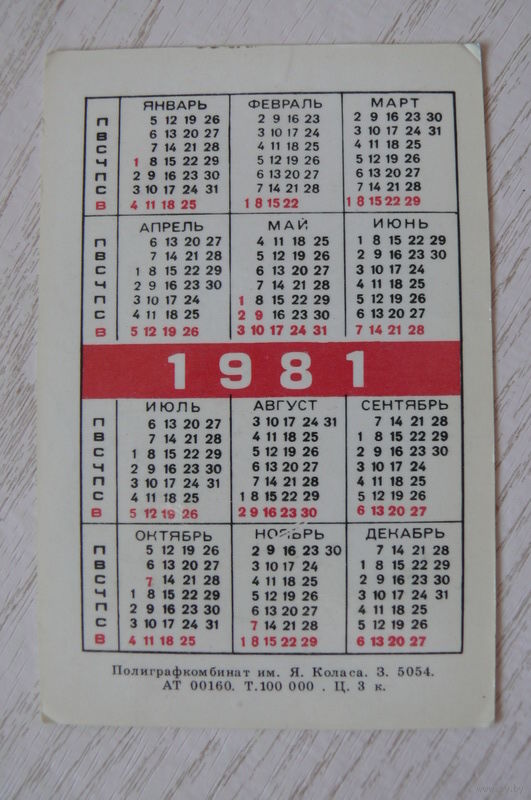 ЯНВАРЬ ФЕВРАЛЬ МАРТ
П 5 12 19 26 2 9 16 23 2 9 16 23 30
В 6 13 20 27 3 10 17 24 3 10 17 24 31
С 7 14 21 28 4 11 18 25 4 11 18 25
Ч 1 8 15 22 29 5 12 19 26 5 12 19 26
П 2 9 16 23 30 6 13 20 27 6 13 20 27
С 3 10 17 24 31 7 14 21 28 7 14 21 28
В 4 11 18 25 1 8 15 22 1 8 15 22 29
АПРЕЛЬ МАЙ ИЮНЬ
П 6 13 20 27 4 11 18 25 1 8 15 22 29
В 7 14 21 28 5 12 19 26 2 9 16 23 30
С 1 8 15 22 29 6 13 20 27 3 10 17 24
Ч 2 9 16 23 30 7 14 21 28 4 11 18 25
П 3 10 17 24 1 8 15 22 29 5 12 19 26
С 4 11 18 25 2 9 16 23 30 6 13 20 27
В 5 12 19 26 3 10 17 24 31 7 14 21 28
1981
ИЮЛЬ АВГУСТ СЕНТЯБРЬ
П 6 13 20 27 3 10 17 24 31 7 14 21 28
В 7 14 21 28 4 11 18 25 1 8 15 22 29
С 1 8 15 22 29 5 12 19 26 2 9 16 23 30
Ч 2 9 16 23 30 6 13 20 27 3 10 17 24
П 3 10 17 24 31 7 14 21 28 4 11 18 25
С 4 11 18 25 1 8 15 22 29 5 12 19 26
В 5 12 19 26 2 9 16 23 30 6 13 20 27
ОКТЯБРЬ НОЯБРЬ ДЕКАБРЬ
П 5 12 19 26 2 9 16 23 30 7 14 21 28
В 6 13 20 27 3 10 17 24 1 8 15 22 29
С 7 14 21 28 4 11 18 25 2 9 16 23 30
Ч 1 8 15 22 29 5 12 19 26 3 10 17 24 31
П 2 9 16 23 30 6 13 20 27 4 11 18 25
С 3 10 17 24 31 7 14 21 28 5 12 19 26
В 4 11 18 25 1 8 15 22 29 6 13 20 27
Полиграфкомбинат им. Я. Коласа. З. 5054.
АТ 00160. Т.100 000 . Ц. 3 к.